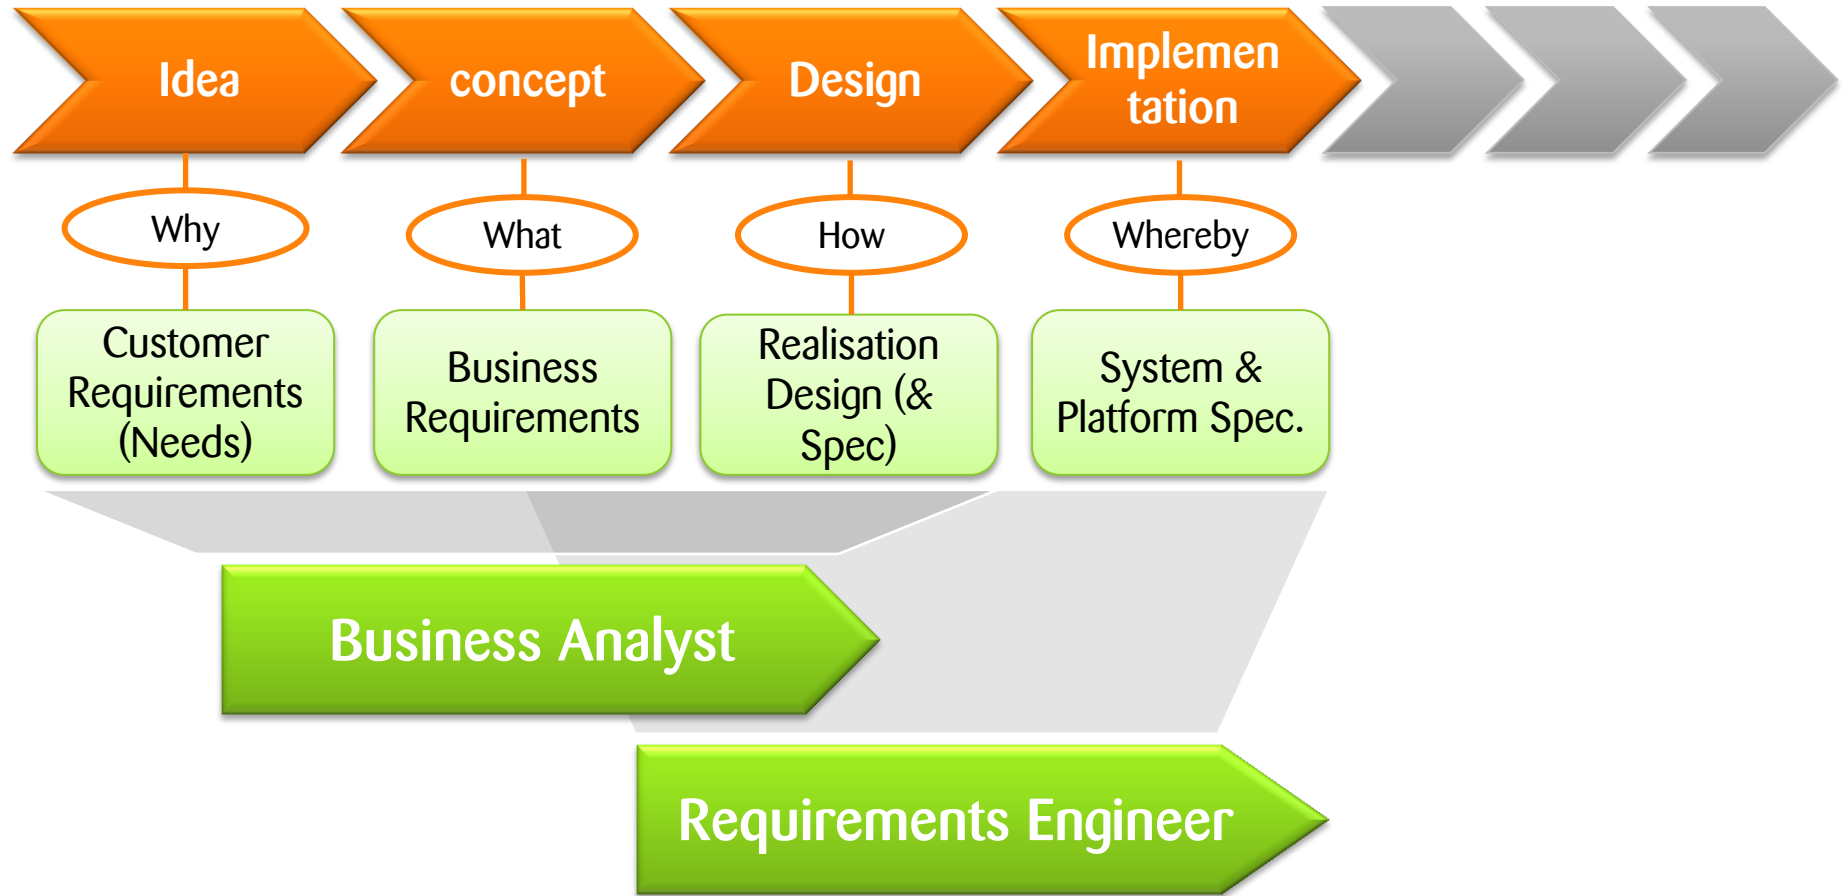 Idea
concept
Design
Implemen
tation
Why
What
How
Whereby
Customer
Requirements
(Needs)
Business
Requirements
Realisation
Design (&
Spec)
System &
Platform Spec.
Business Analyst
Requirements Engineer